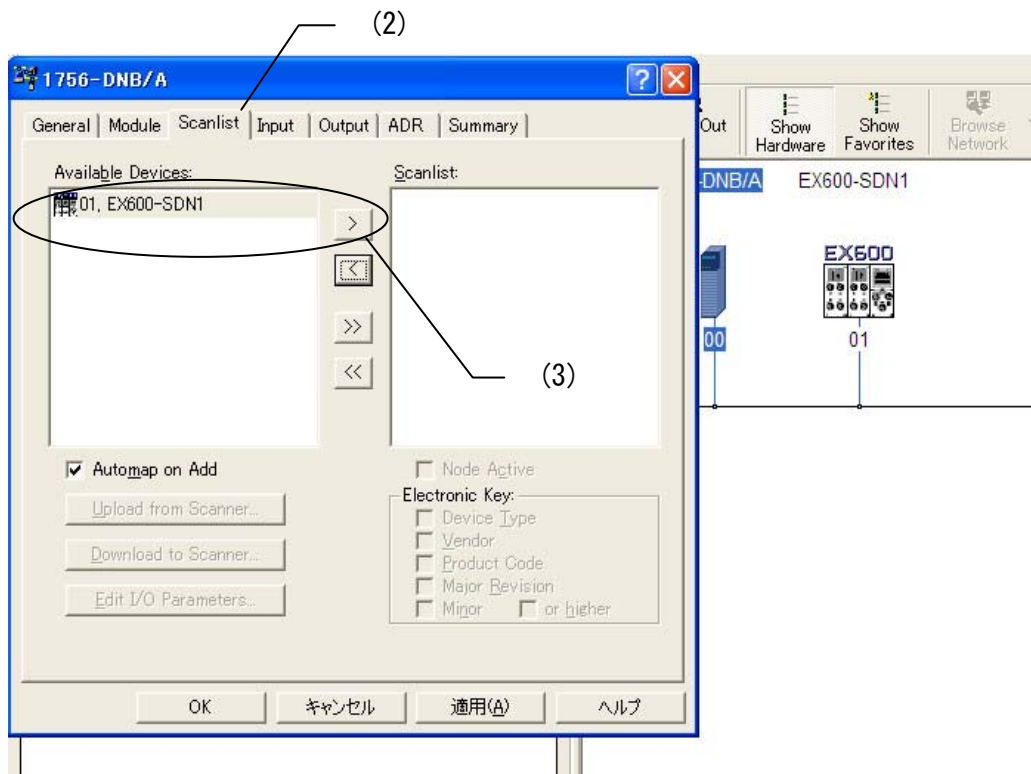 (2)
1756-DNB/A
General Module Scanlist Input Output ADR Summary
Available Devices:
Scanlist:
01, EX600-SDN1
>
<
>>
<<
(3)
Automap on Add
Upload from Scanner...
Download to Scanner...
Edit I/O Parameters...
Node Active
Electronic Key:
Device Type
Vendor
Product Code
Major Revision
Minor or higher
OK キャンセル 適用(A) ヘルプ
Out
Show Hardware
Show Favorites
Browse Network
-DNB/A EX600-SDN1
EX600
00
01